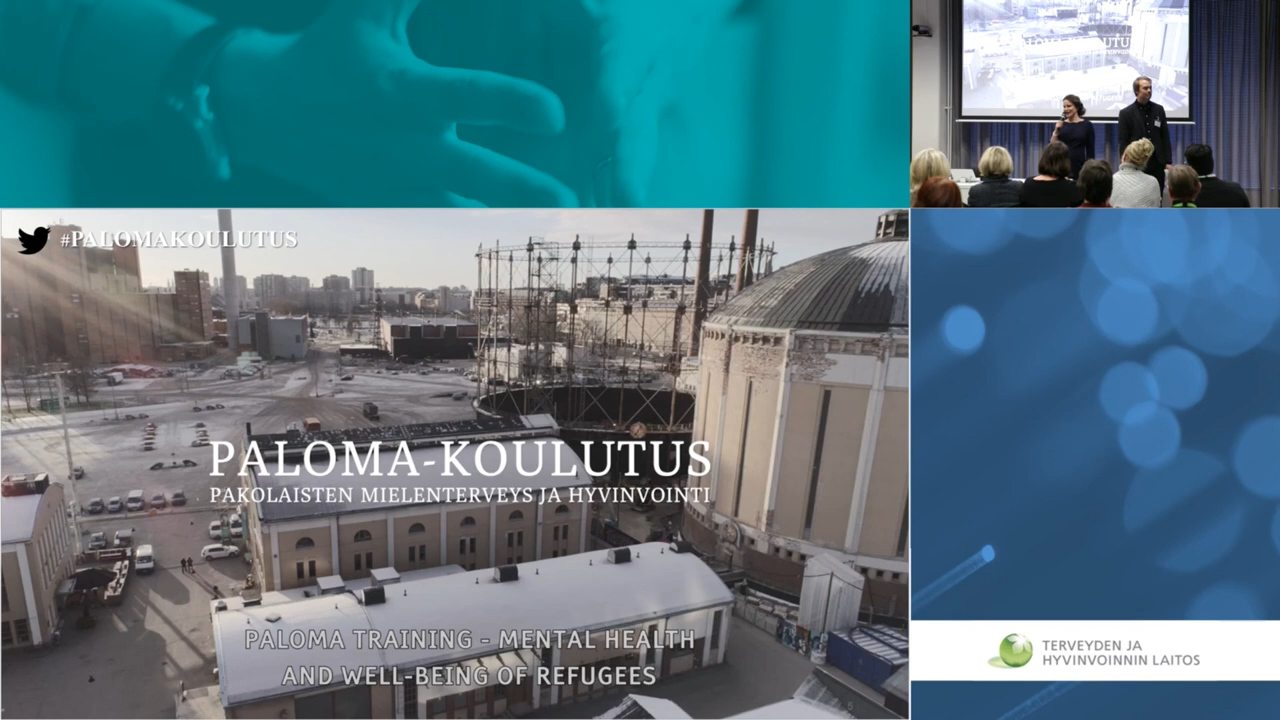 #PALOMAKOULUTUS
PALOMA-KOULUTUS
PAKOLAISTEN MIELENTERVEYS JA HYVINVOINTI
PALOMA TRAINING - MENTAL HEALTH
AND WELL-BEING OF REFUGEES
TERVEYDEN JA
HYVINVOINNIN LAITOS